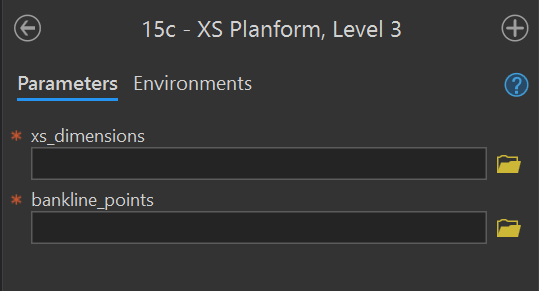 15c - XS Planform, Level 3
Parameters Environments
* xs_dimensions
* bankline_points